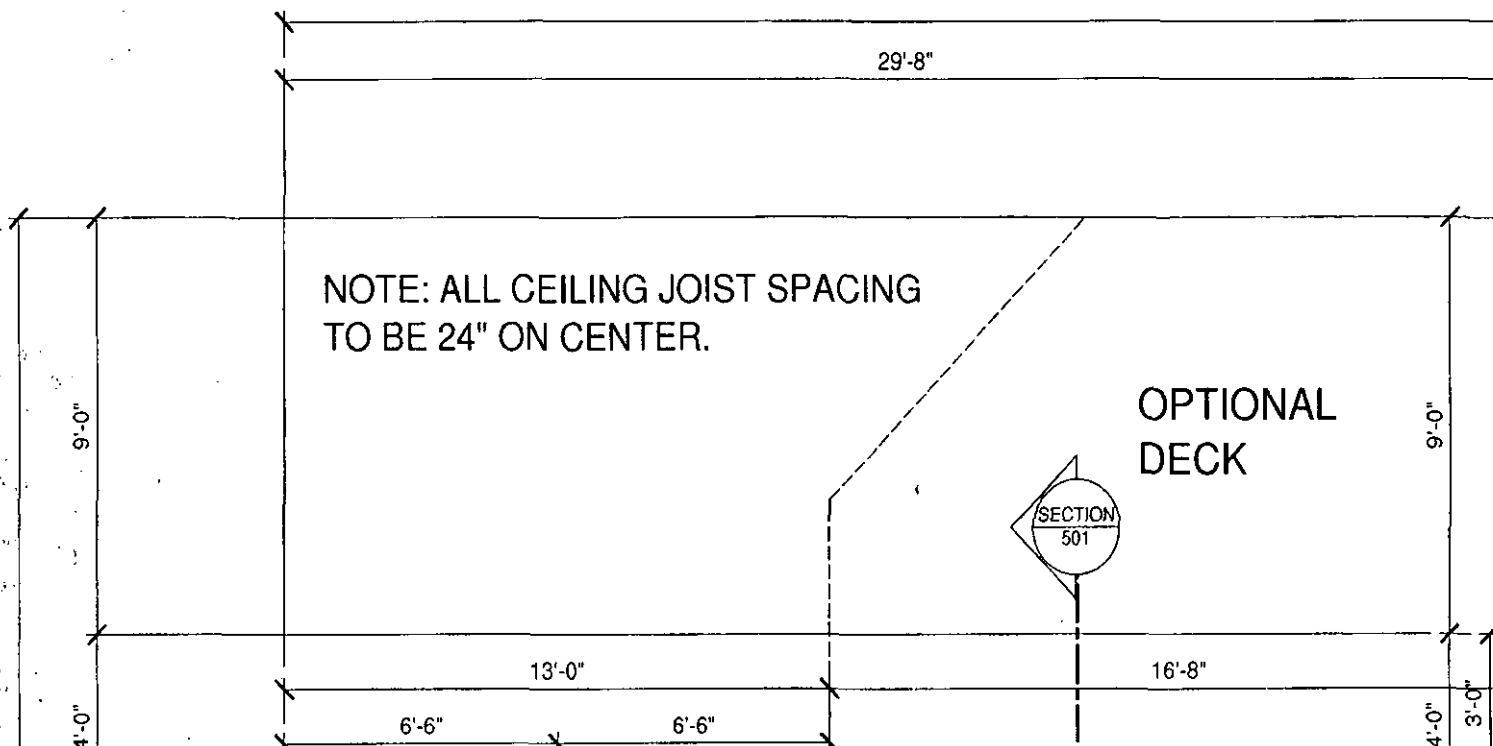 29'-8"
NOTE: ALL CEILING JOIST SPACING
TO BE 24" ON CENTER.
9'-0"
OPTIONAL
DECK
9'-0"
SECTION
501
13'-0"
16'-8"
6'-6"
6'-6"
4'-0"
4'-0"
3'-0"